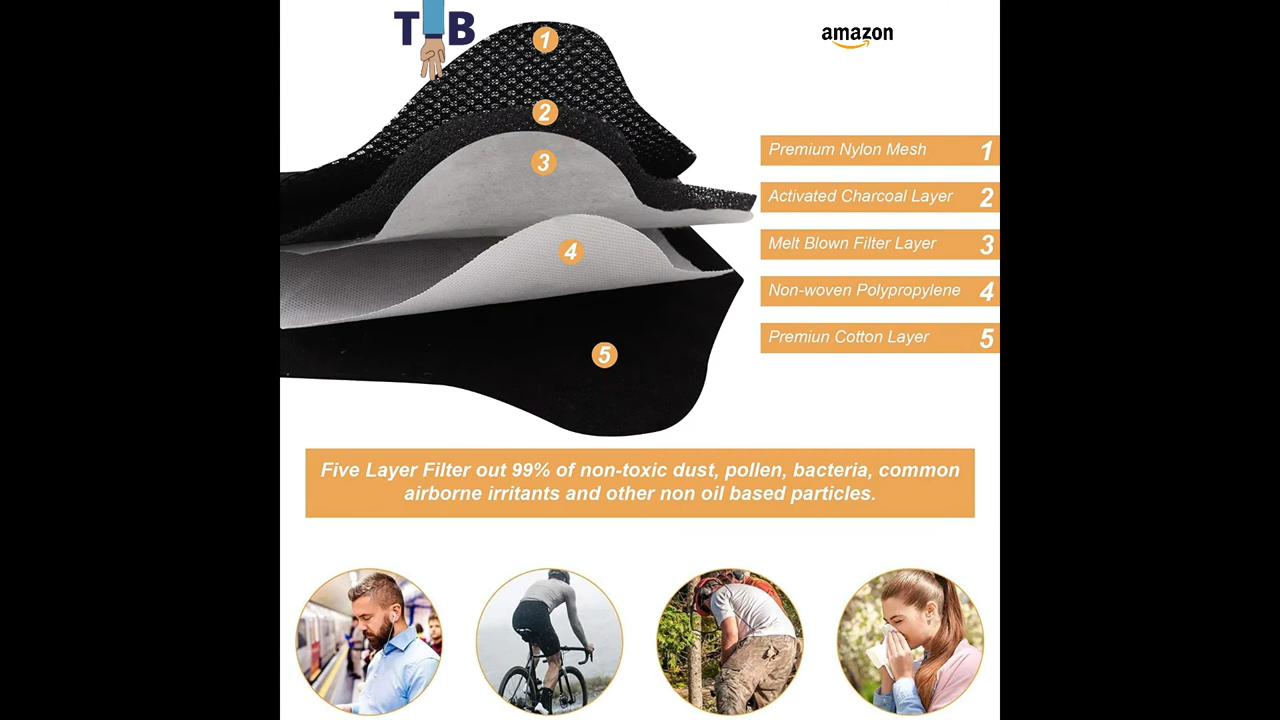 TB
amazon
1
2
3
4
5
Premium Nylon Mesh 1
Activated Charcoal Layer 2
Melt Blown Filter Layer 3
Non-woven Polypropylene 4
Premiun Cotton Layer 5
Five Layer Filter out 99% of non-toxic dust, pollen, bacteria, common
airborne irritants and other non oil based particles.